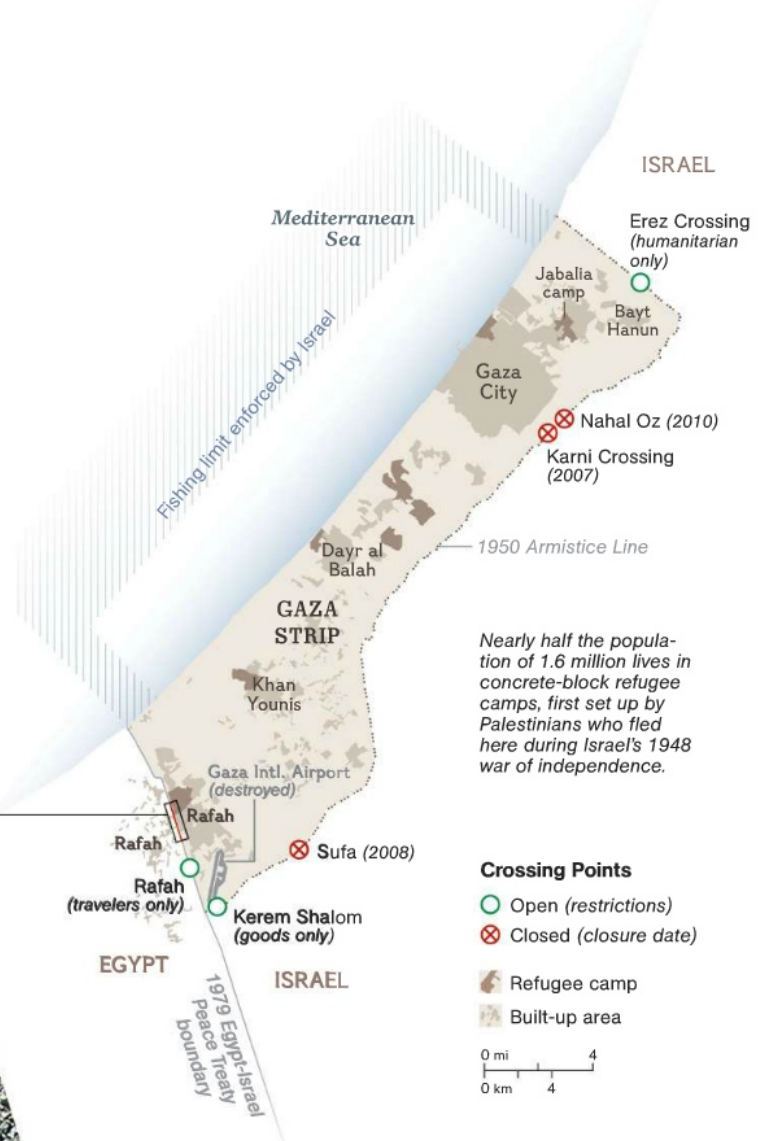 ISRAEL
Mediterranean
Sea
Erez Crossing
(humanitarian
only)
Jabalia
camp
Bayt
Hanun
Fishing limit enforced by Israel
Gaza
City
Nahal Oz (2010)
Karni Crossing
(2007)
1950 Armistice Line
Dayr al
Balah
GAZA
STRIP
Nearly half the popula-
tion of 1.6 million lives in
concrete-block refugee
camps, first set up by
Palestinians who fled
here during Israel's 1948
war of independence.
Khan
Younis
Gaza Intl. Airport
(destroyed)
Rafah
Rafah
Sufa (2008)
Rafah
(travelers only)
Kerem Shalom
(goods only)
EGYPT
ISRAEL
1979 Egypt-Israel
Peace Treaty
boundary
Crossing Points
Open (restrictions)
Closed (closure date)
Refugee camp
Built-up area
0 mi 4
0 km 4